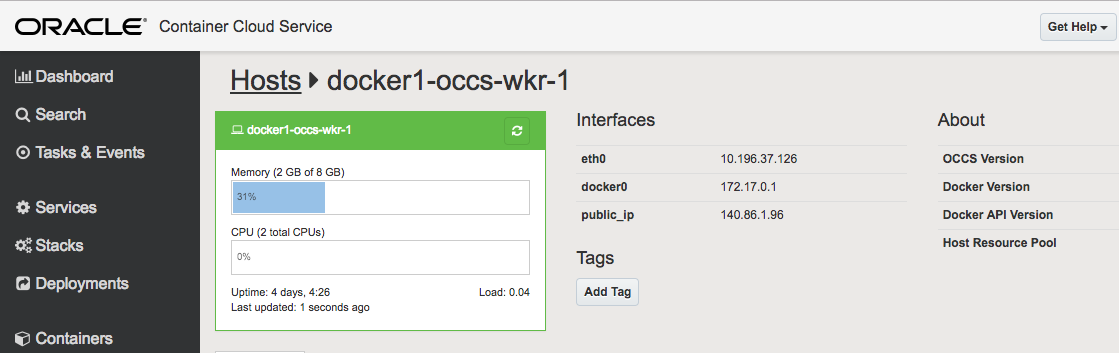 ORACLE® Container Cloud Service
Get Help
Dashboard
Search
Tasks & Events
Services
Stacks
Deployments
Containers
Hosts docker1-occs-wkr-1
docker1-occs-wkr-1
Memory (2 GB of 8 GB)
31%
CPU (2 total CPUs)
0%
Uptime: 4 days, 4:26 Load: 0.04
Last updated: 1 seconds ago
Interfaces
eth0 10.196.37.126
docker0 172.17.0.1
public_ip 140.86.1.96
Tags
Add Tag
About
OCCS Version
Docker Version
Docker API Version
Host Resource Pool